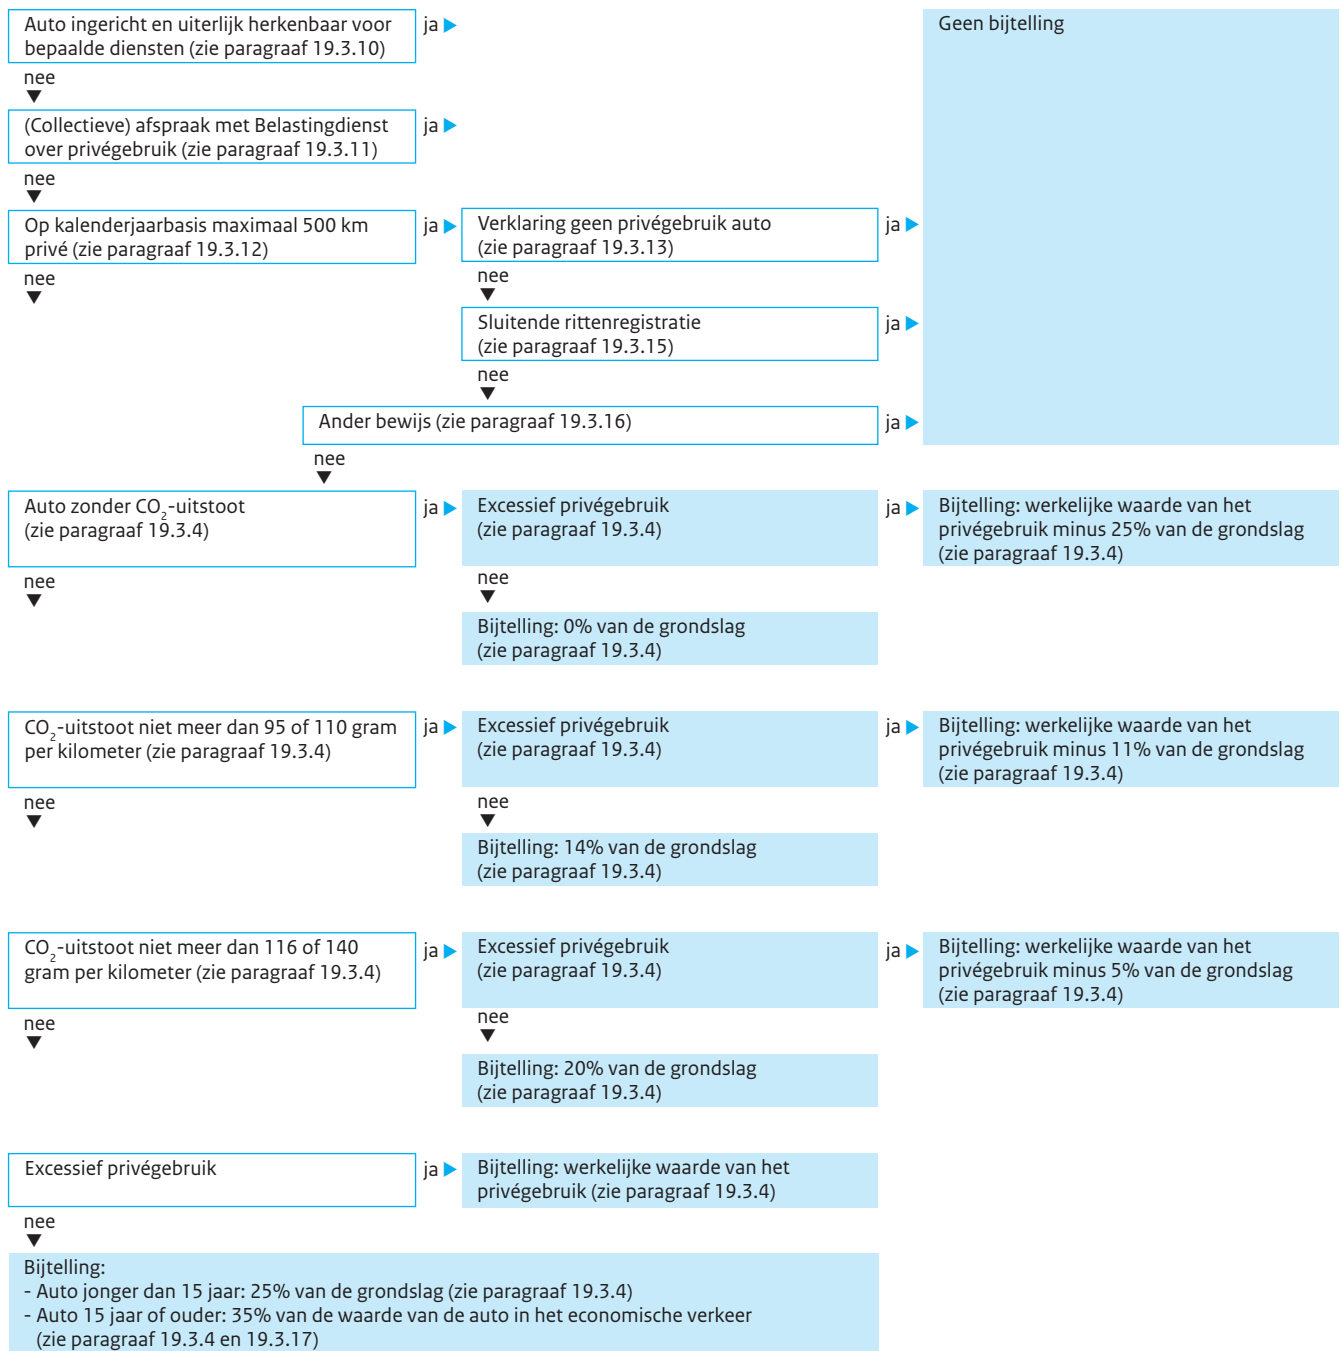 Auto ingericht en uiterlijk herkenbaar voor
bepaalde diensten (zie paragraaf 19.3.10)
ja
Geen bijtelling
nee
(Collectieve) afspraak met Belastingdienst
over privégebruik (zie paragraaf 19.3.11)
ja
nee
Op kalenderjaarbasis maximaal 500 km
privé (zie paragraaf 19.3.12)
ja
Verklaring geen privégebruik auto
(zie paragraaf 19.3.13)
ja
nee
nee
Sluitende rittenregistratie
(zie paragraaf 19.3.15)
ja
nee
Ander bewijs (zie paragraaf 19.3.16)
ja
nee
Auto zonder CO₂-uitstoot
(zie paragraaf 19.3.4)
ja
Excessief privégebruik
(zie paragraaf 19.3.4)
ja
Bijtelling: werkelijke waarde van het
privégebruik minus 25% van de grondslag
(zie paragraaf 19.3.4)
nee
nee
Bijtelling: 0% van de grondslag
(zie paragraaf 19.3.4)
CO₂-uitstoot niet meer dan 95 of 110 gram
per kilometer (zie paragraaf 19.3.4)
ja
Excessief privégebruik
(zie paragraaf 19.3.4)
ja
Bijtelling: werkelijke waarde van het
privégebruik minus 11% van de grondslag
(zie paragraaf 19.3.4)
nee
nee
Bijtelling: 14% van de grondslag
(zie paragraaf 19.3.4)
CO₂-uitstoot niet meer dan 116 of 140
gram per kilometer (zie paragraaf 19.3.4)
ja
Excessief privégebruik
(zie paragraaf 19.3.4)
ja
Bijtelling: werkelijke waarde van het
privégebruik minus 5% van de grondslag
(zie paragraaf 19.3.4)
nee
nee
Bijtelling: 20% van de grondslag
(zie paragraaf 19.3.4)
Excessief privégebruik
ja
Bijtelling: werkelijke waarde van het
privégebruik (zie paragraaf 19.3.4)
nee
Bijtelling:
- Auto jonger dan 15 jaar: 25% van de grondslag (zie paragraaf 19.3.4)
- Auto 15 jaar of ouder: 35% van de waarde van de auto in het economische verkeer
(zie paragraaf 19.3.4 en 19.3.17)